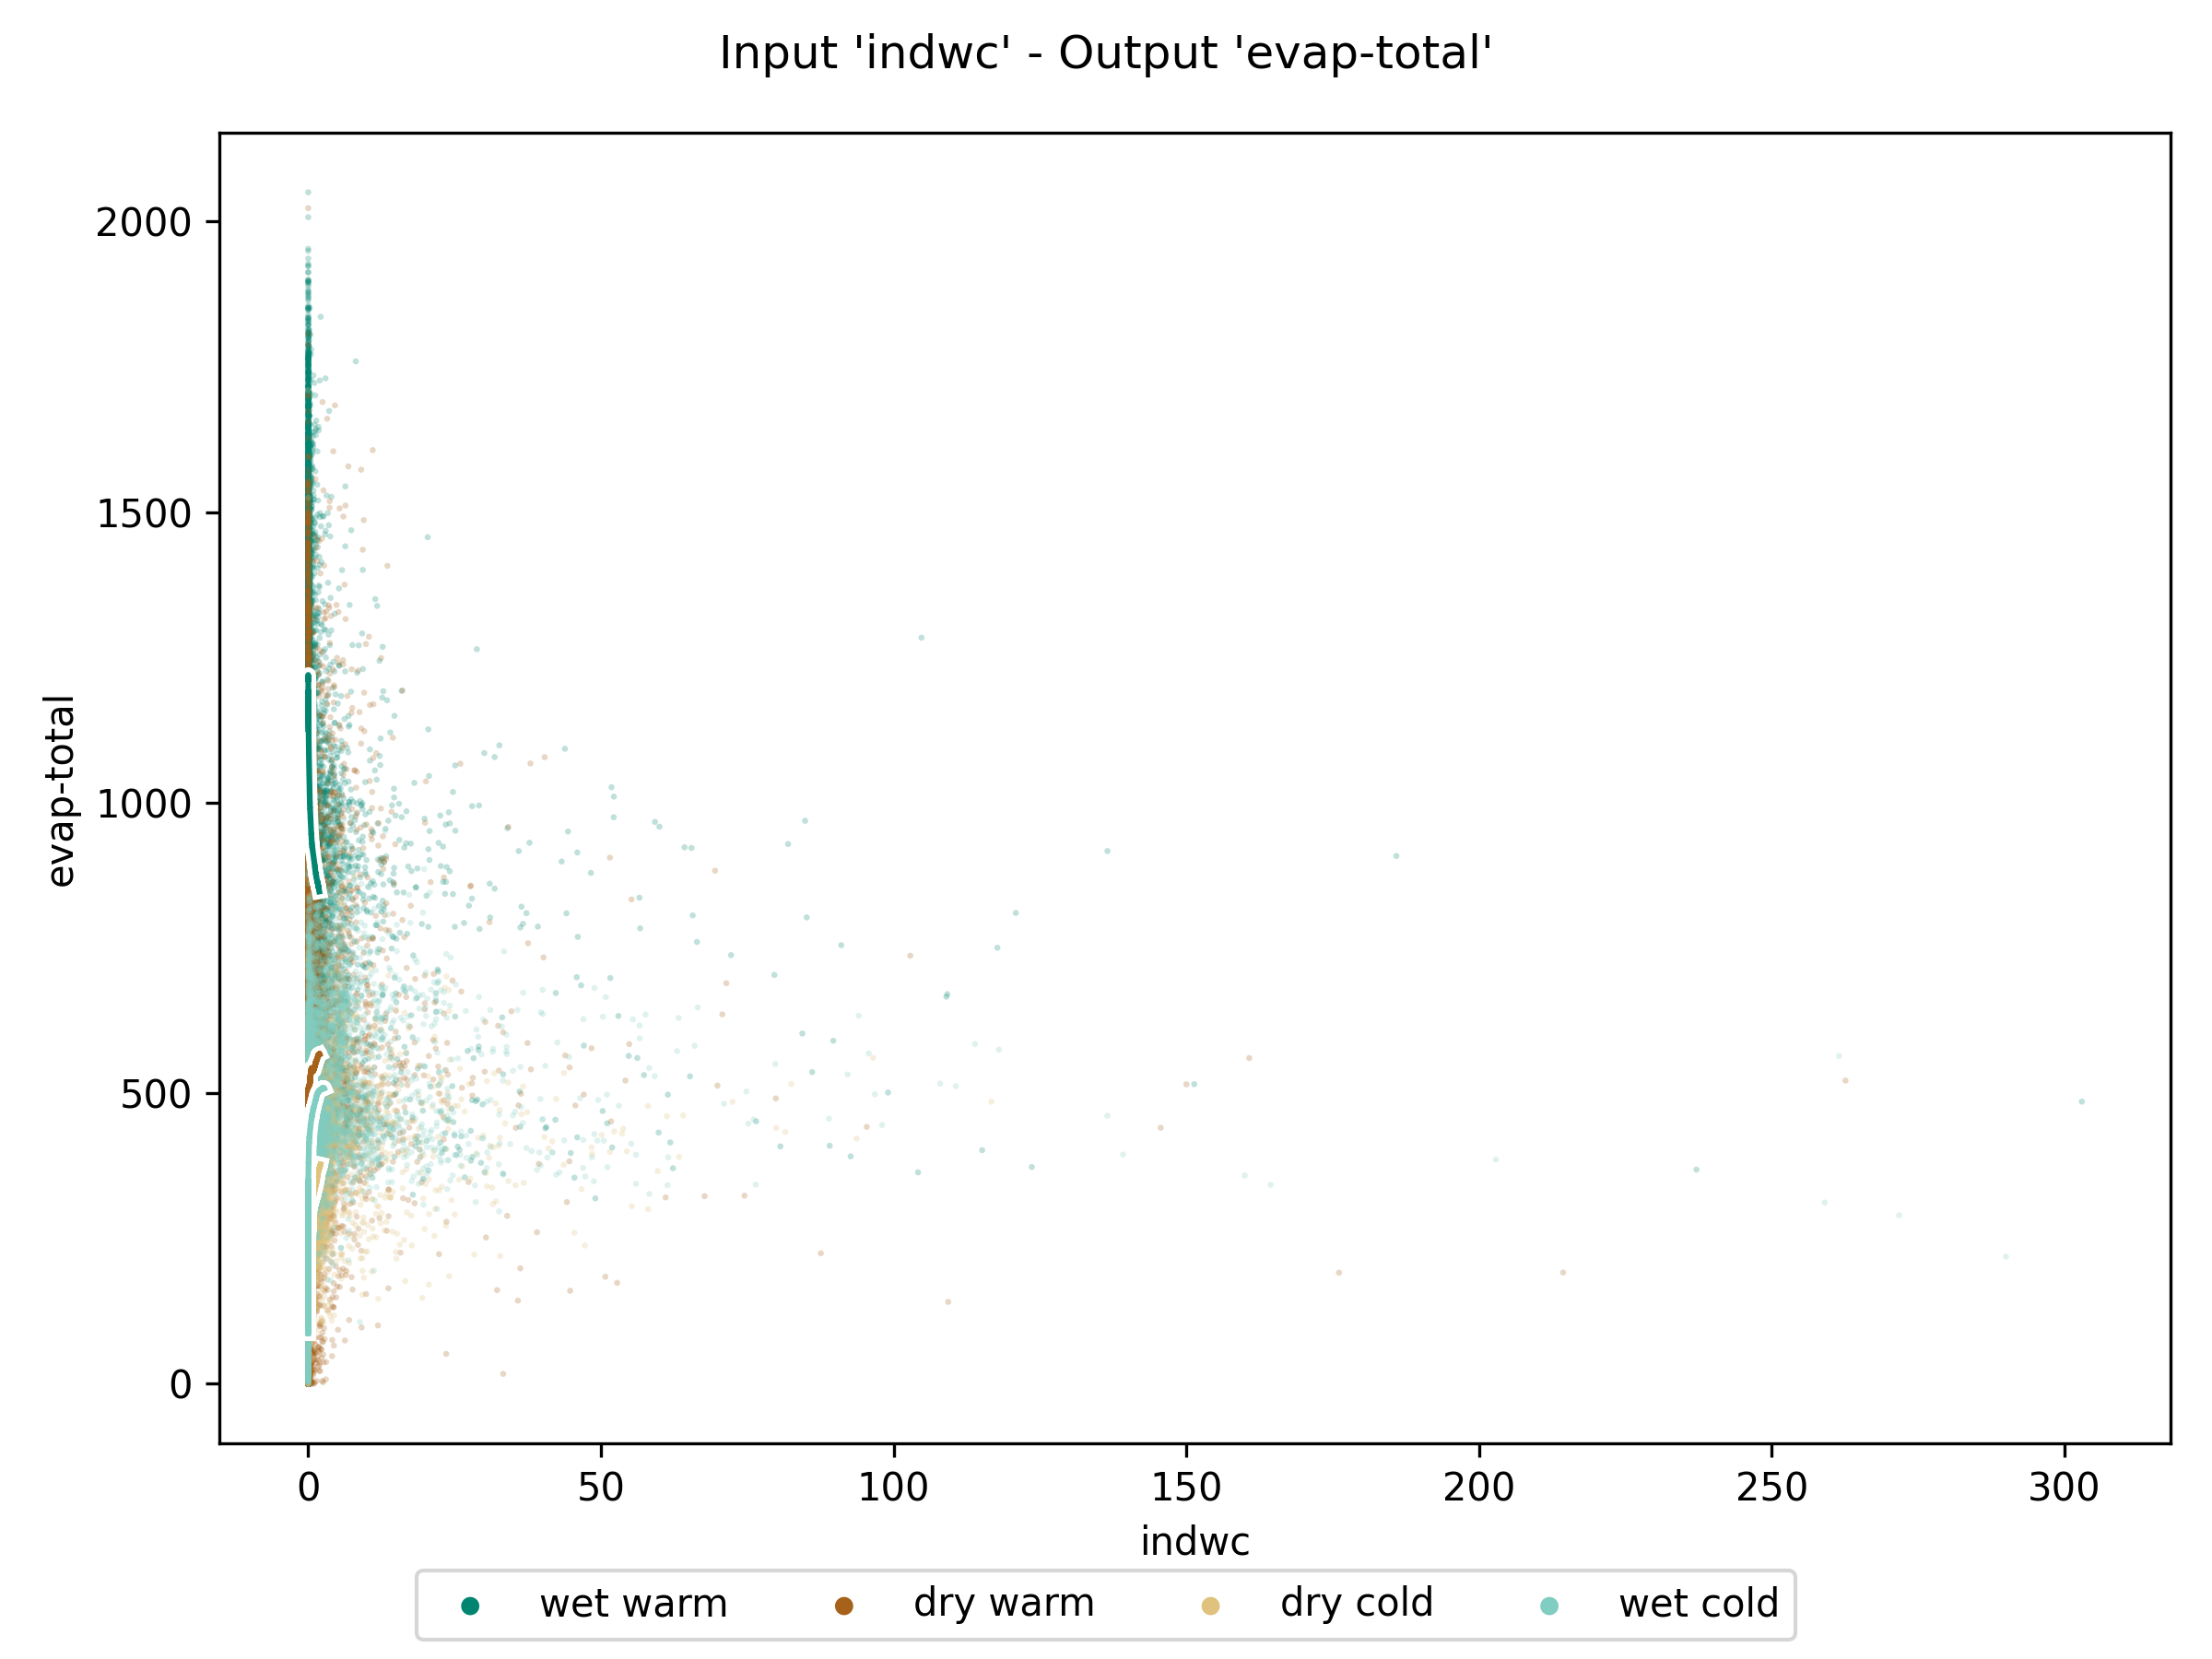 Input 'indwc' - Output 'evap-total'
2000
1500
1000
500
0
evap-total
0 50 100 150 200 250 300
indwc
wet warm dry warm dry cold wet cold